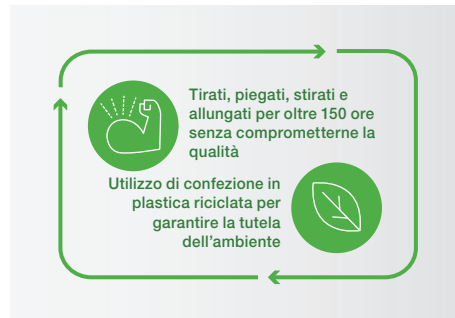 Tirati, piegati, stirati e
allungati per oltre 150 ore
senza comprometterne la
qualità
Utilizzo di confezione in
plastica riciclata per
garantire la tutela
dell'ambiente